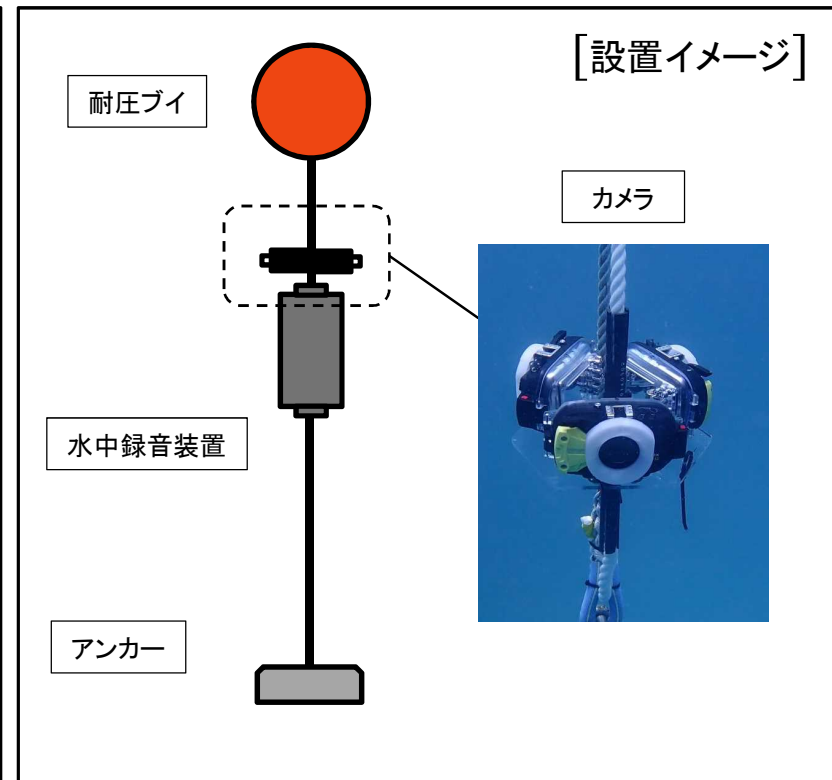 [設置イメージ]
耐圧ブイ
カメラ
水中録音装置
アンカー